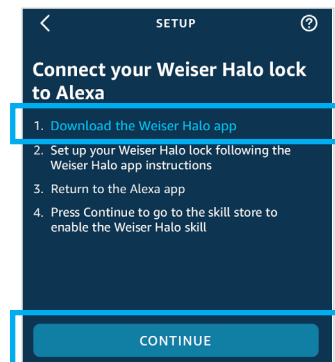 SETUP
Connect your Weiser Halo lock
to Alexa
1. Download the Weiser Halo app
2. Set up your Weiser Halo lock following the
Weiser Halo app instructions
3. Return to the Alexa app
4. Press Continue to go to the skill store to
enable the Weiser Halo skill
CONTINUE